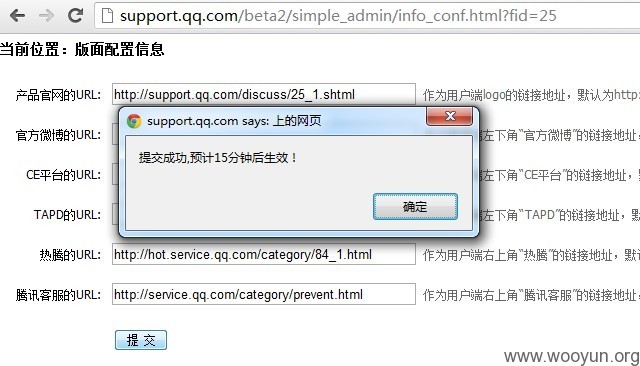 support.qq.com/beta2/simple_admin/info_conf.html?fid=25
当前位置：版面配置信息
产品官网的URL: http://support.qq.com/discuss/25_1.shtml 作为用户端logo的链接地址，默认为http:
support.qq.com says: 上的网页
官方微博的URL: 端左下角“官方微博”的链接地址，
提交成功,预计15分钟后生效！
CE平台的URL: 端左下角“CE平台”的链接地址，默
确定
TAPD的URL: 端左下角“TAPD”的链接地址，默
热腾的URL: http://hot.service.qq.com/category/84_1.html 作为用户端右上角“热腾”的链接地址，默
腾讯客服的URL: http://service.qq.com/category/prevent.html 作为用户端右上角“腾讯客服”的链接地址，
提 交
www.wooyun.org